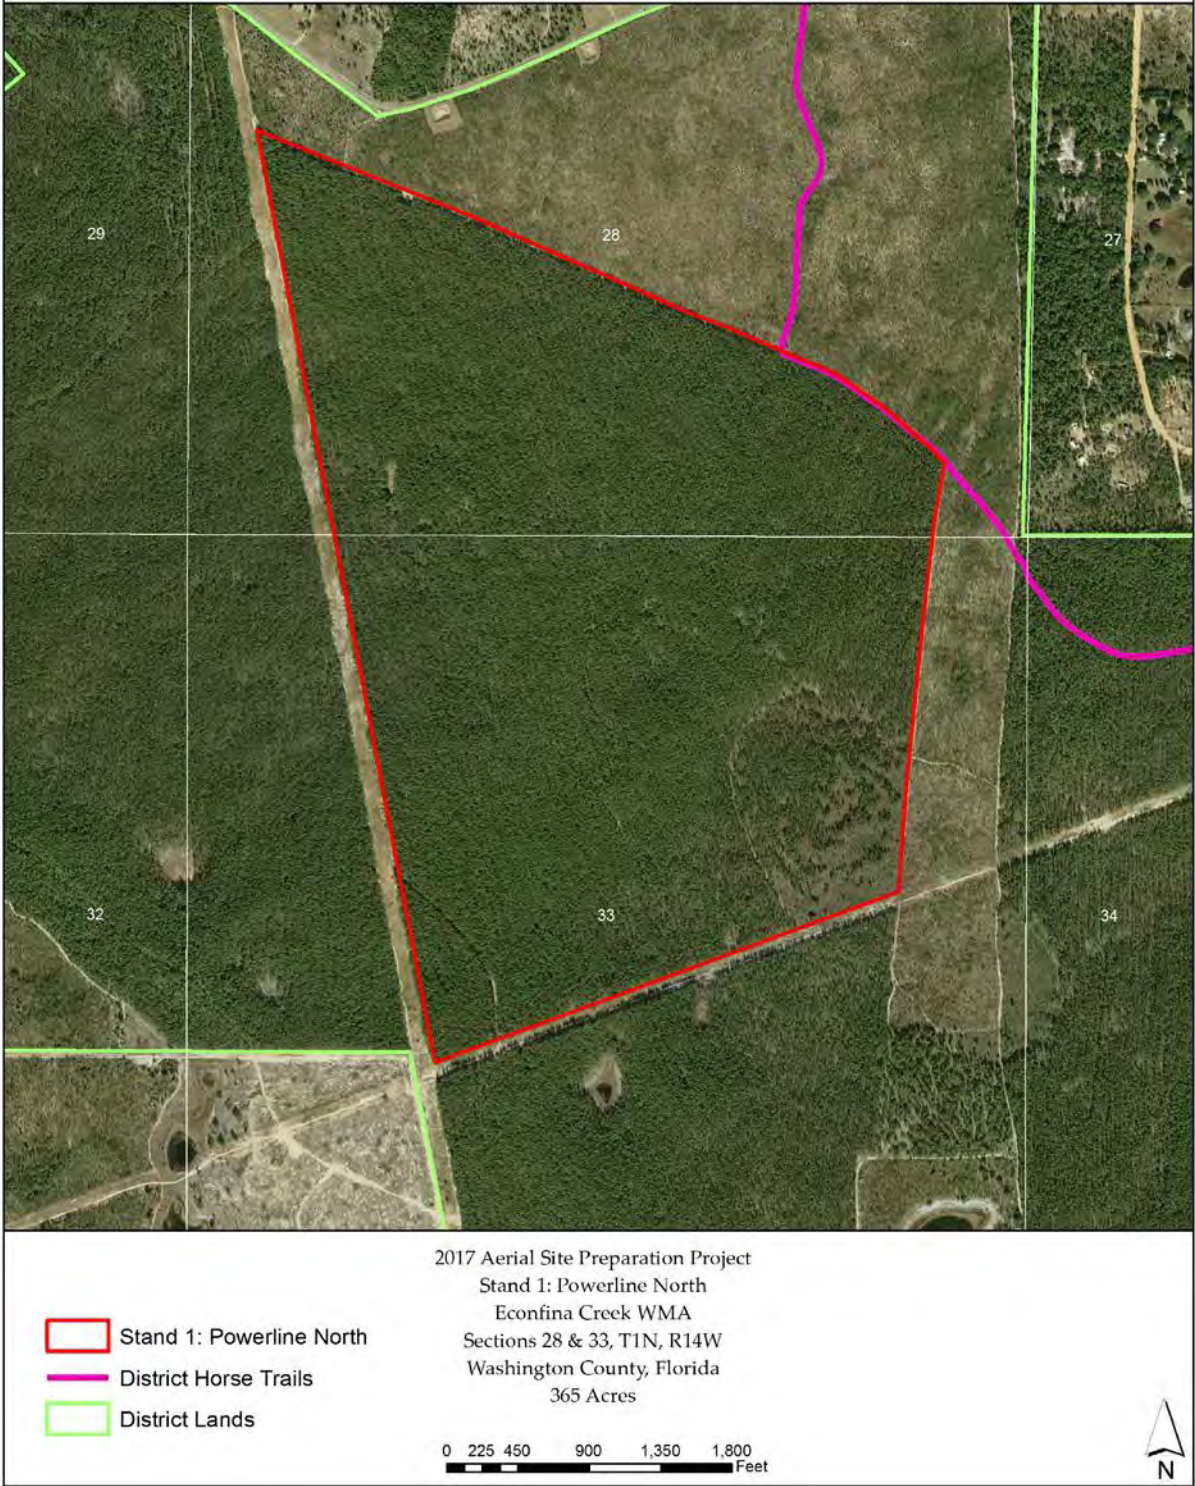 29
28
27
32
33
34
2017 Aerial Site Preparation Project
Stand 1: Powerline North
Econfina Creek WMA
Sections 28 & 33, T1N, R14W
Washington County, Florida
365 Acres
Stand 1: Powerline North
District Horse Trails
District Lands
0 225 450 900 1,350 1,800
Feet
N